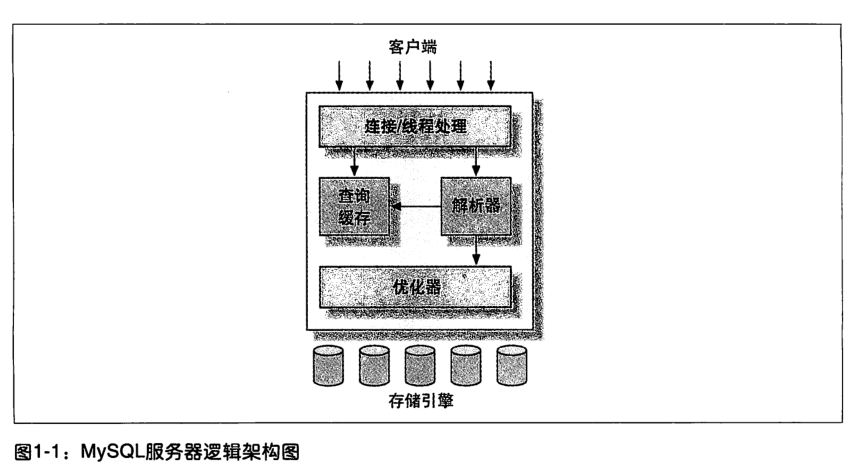 客户端
连接/线程处理
查询
缓存
解析器
优化器
存储引擎
图1-1：MySQL服务器逻辑架构图